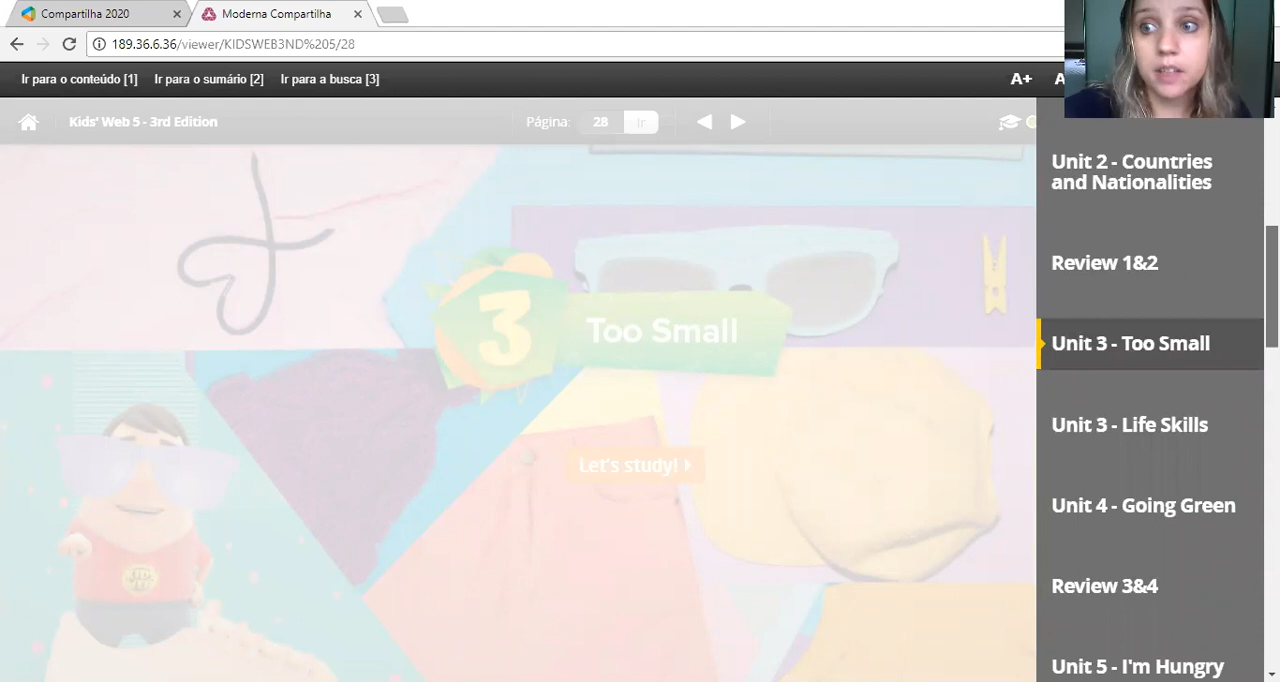 Compartilha 2020
Moderna Compartilha
189.36.6.36/viewer/KIDSWEB3ND%205/28
Ir para o conteúdo [1] Ir para o sumário [2] Ir para a busca [3]
A+
A
Kids' Web 5 - 3rd Edition
Página: 28 Ir
3
Too Small
Let's study!
Unit 2 - Countries
and Nationalities
Review 1&2
Unit 3 - Too Small
Unit 3 - Life Skills
Unit 4 - Going Green
Review 3&4
Unit 5 - I'm Hungry